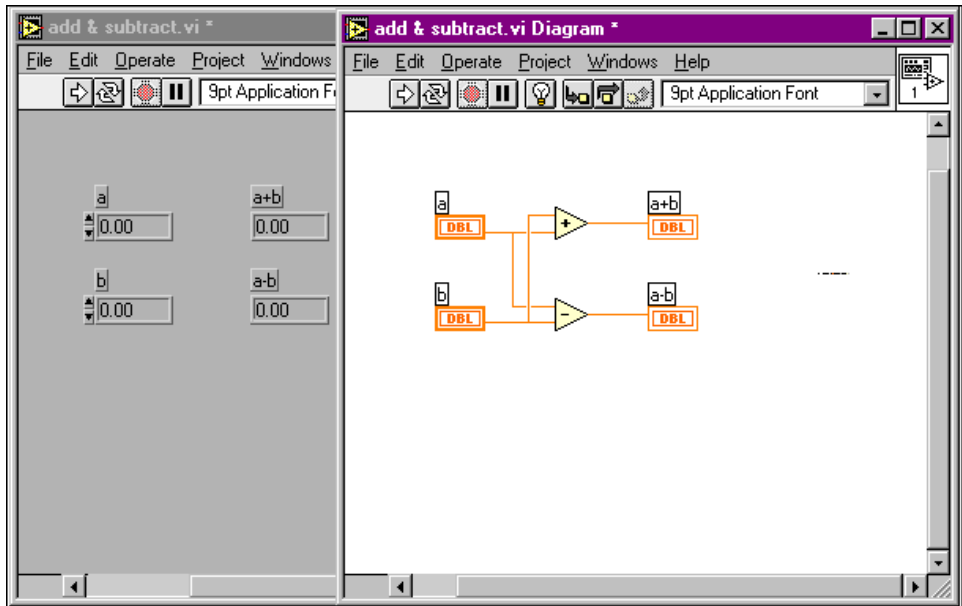 add & subtract.vi *
File Edit Operate Project Windows
9pt Application F
a
0.00
a+b
0.00
b
0.00
a-b
0.00
add & subtract.vi Diagram *
File Edit Operate Project Windows Help
9pt Application Font
1
a
DBL
+
a+b
DBL
b
DBL
-
a-b
DBL